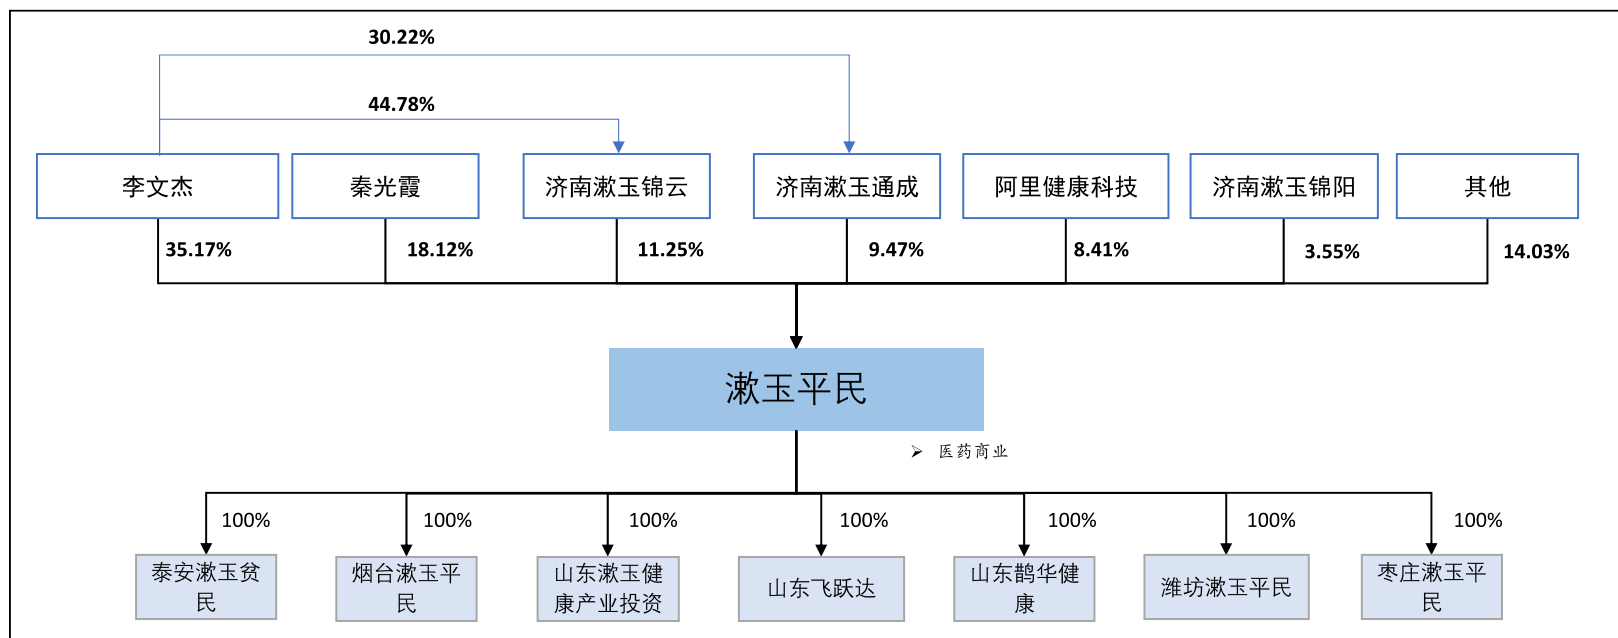 30.22%
44.78%
李文杰
秦光霞
济南漱玉锦云
济南漱玉通成
阿里健康科技
济南漱玉锦阳
其他
35.17%
18.12%
11.25%
9.47%
8.41%
3.55%
14.03%
漱玉平民
➢ 医药商业
100%
100%
100%
100%
100%
100%
100%
泰安漱玉贫
民
烟台漱玉平
民
山东漱玉健
康产业投资
山东飞跃达
山东鹊华健
康
潍坊漱玉平民
枣庄漱玉平
民